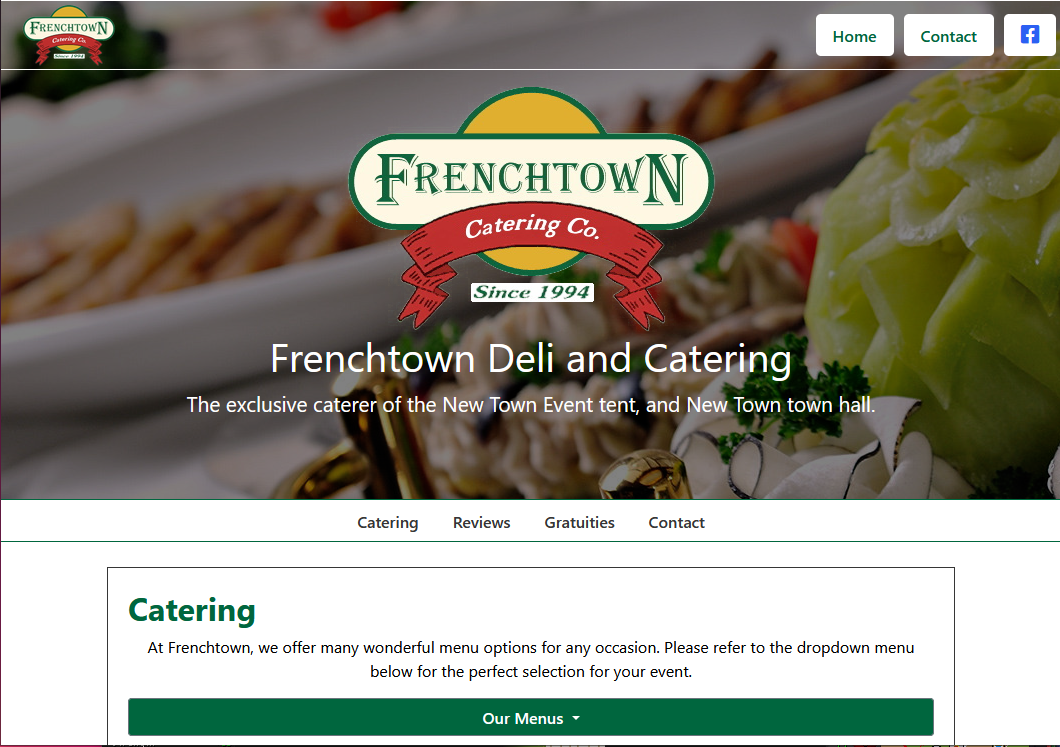 FRENCHTOWN
Catering Co.
Since 1994
Home
Contact
FRENCHTOWN
Catering Co.
Since 1994
Frenchtown Deli and Catering
The exclusive caterer of the New Town Event tent, and New Town town hall.
Catering
Reviews
Gratuities
Contact
Catering
At Frenchtown, we offer many wonderful menu options for any occasion. Please refer to the dropdown menu
below for the perfect selection for your event.
Our Menus